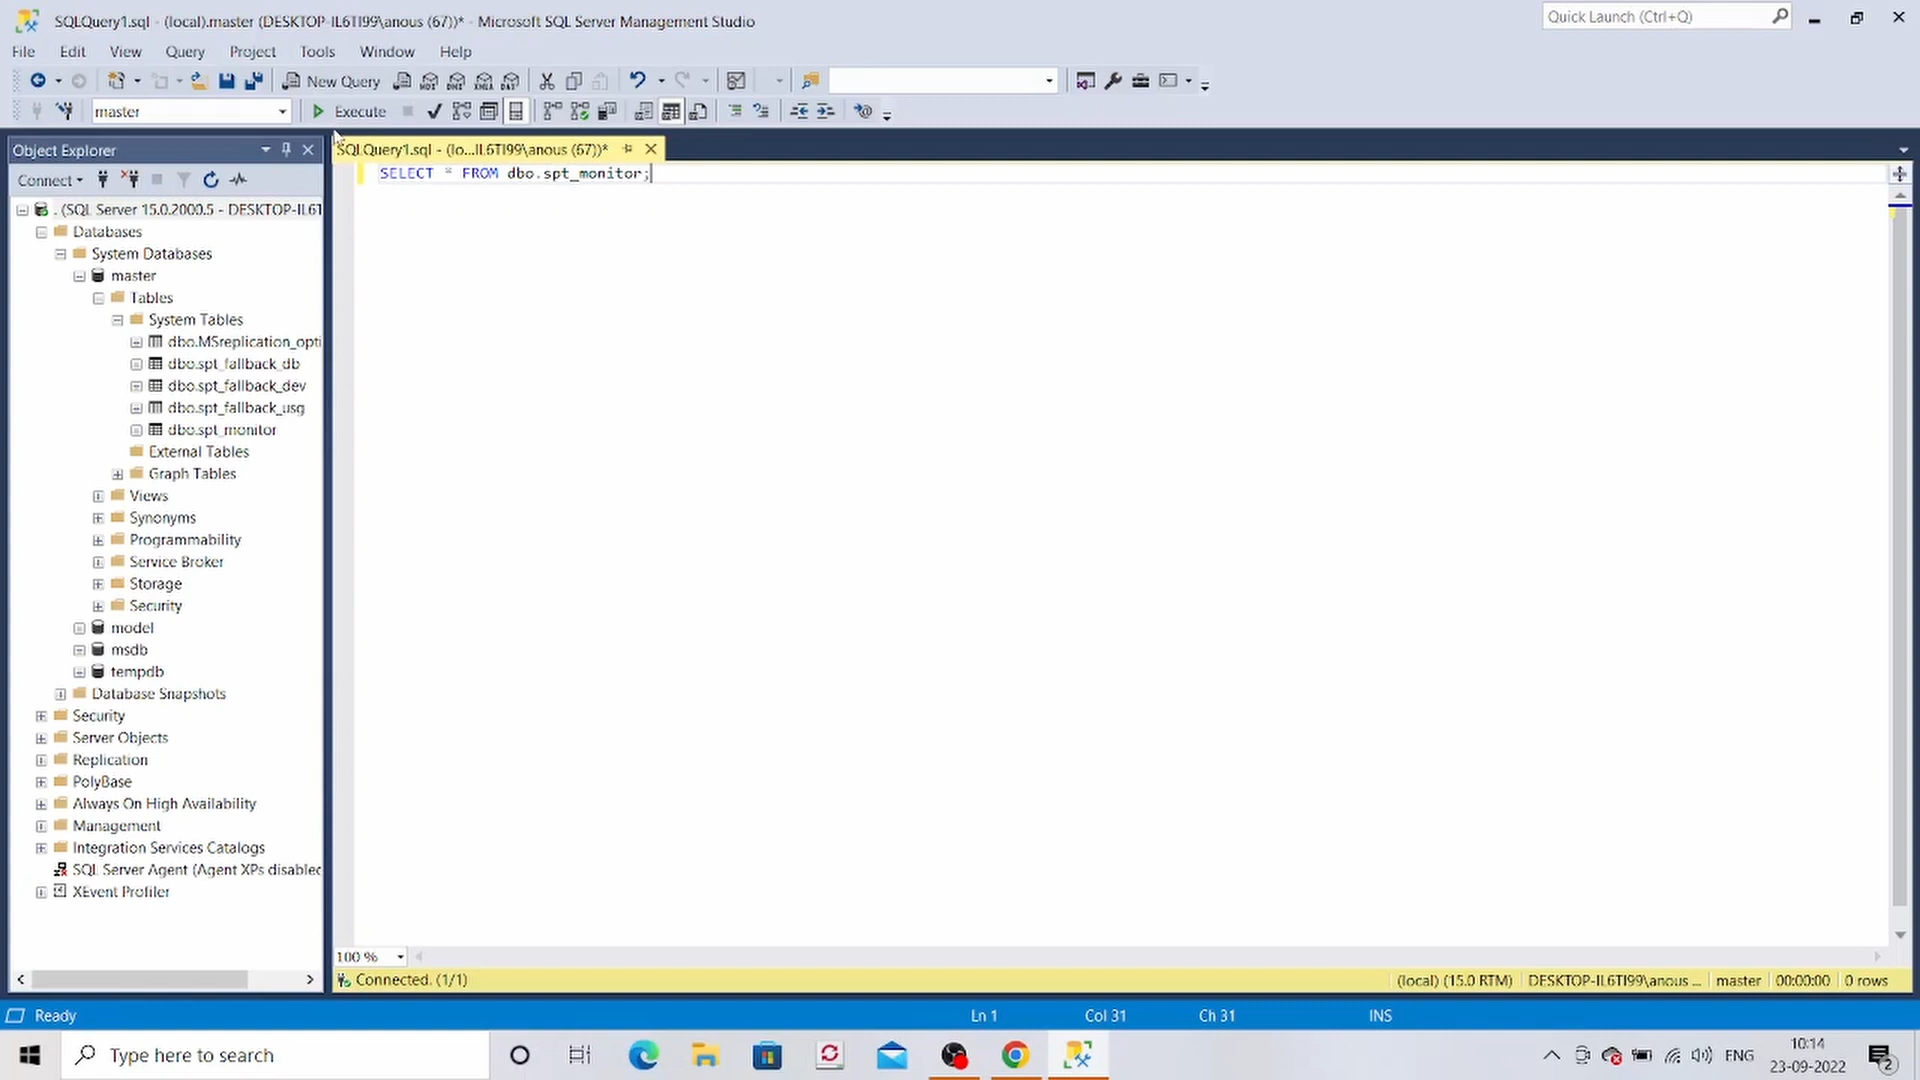 SQLQuery1.sql - (local).master (DESKTOP-IL6TI99\anous (67))* - Microsoft SQL Server Management Studio
Quick Launch (Ctrl+Q)
File Edit View Query Project Tools Window Help
New Query
master
Execute
Object Explorer
SQLQuery1.sql - (lo...IL6TI99\anous (67))*
Connect
SELECT * FROM dbo.spt_monitor;
. (SQL Server 15.0.2000.5 - DESKTOP-IL6T
Databases
System Databases
master
Tables
System Tables
dbo.MSreplication_opti
dbo.spt_fallback_db
dbo.spt_fallback_dev
dbo.spt_fallback_usg
dbo.spt_monitor
External Tables
Graph Tables
Views
Synonyms
Programmability
Service Broker
Storage
Security
model
msdb
tempdb
Database Snapshots
Security
Server Objects
Replication
PolyBase
Always On High Availability
Management
Integration Services Catalogs
SQL Server Agent (Agent XPs disabled
XEvent Profiler
100 %
Connected. (1/1)
(local) (15.0 RTM) DESKTOP-IL6TI99\anous ... master 00:00:00 0 rows
Ready
Ln 1 Col 31 Ch 31 INS
Type here to search
ENG
10:14
23-09-2022
2